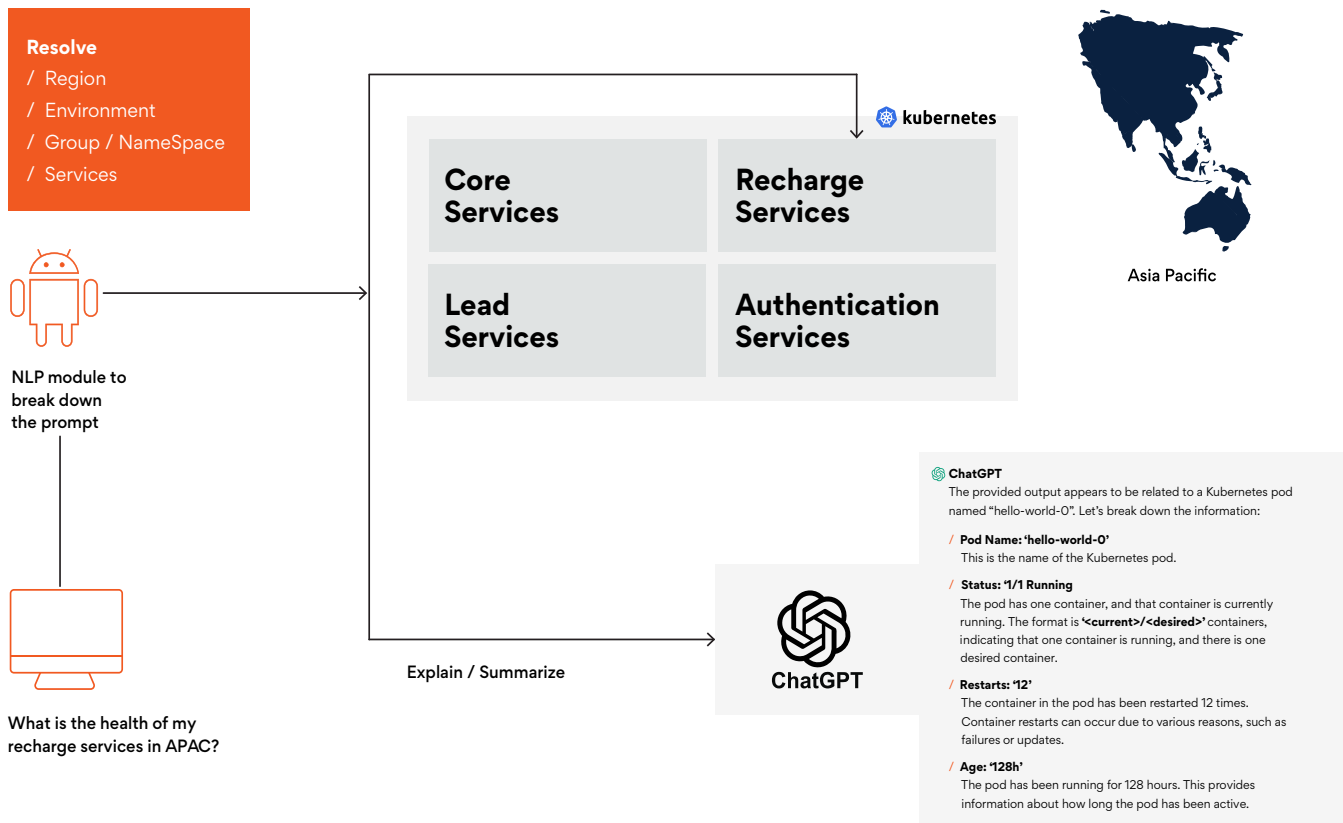 Resolve
/ Region
/ Environment
/ Group / NameSpace
/ Services
kubernetes
Core
Services
Recharge
Services
Lead
Services
Authentication
Services
Asia Pacific
NLP module to
break down
the prompt
What is the health of my
recharge services in APAC?
Explain / Summarize
ChatGPT
ChatGPT
The provided output appears to be related to a Kubernetes pod
named “hello-world-0”. Let’s break down the information:
/ Pod Name: ‘hello-world-0’
This is the name of the Kubernetes pod.
/ Status: ‘1/1 Running
The pod has one container, and that container is currently
running. The format is ‘<current>/<desired>’ containers,
indicating that one container is running, and there is one
desired container.
/ Restarts: ‘12’
The container in the pod has been restarted 12 times.
Container restarts can occur due to various reasons, such as
failures or updates.
/ Age: ‘128h’
The pod has been running for 128 hours. This provides
information about how long the pod has been active.